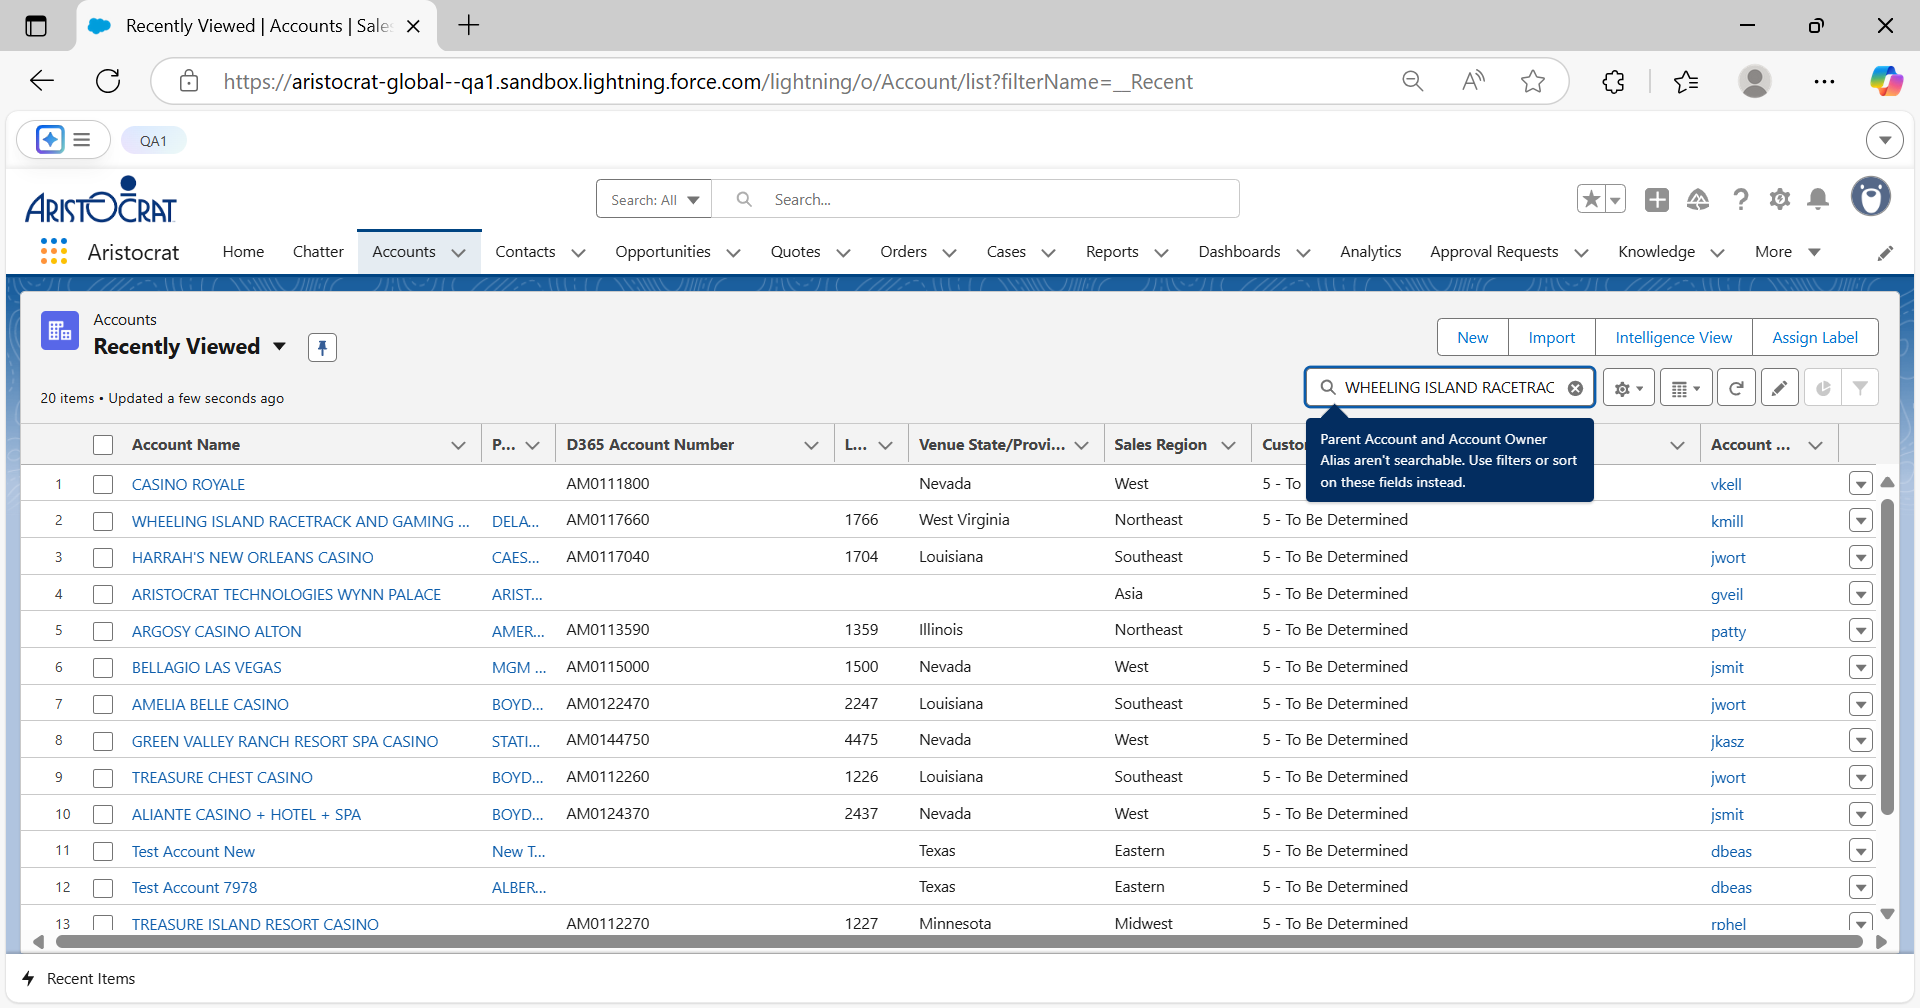 Recently Viewed | Accounts | Sales
https://aristocrat-global--qa1.sandbox.lightning.force.com/lightning/o/Account/list?filterName=__Recent
QA1
ARISTOCRAT
Search: All
Search...
Aristocrat
Home
Chatter
Accounts
Contacts
Opportunities
Quotes
Orders
Cases
Reports
Dashboards
Analytics
Approval Requests
Knowledge
More
Accounts
Recently Viewed
New
Import
Intelligence View
Assign Label
20 items • Updated a few seconds ago
WHEELING ISLAND RACETRAC
Parent Account and Account Owner
Alias aren't searchable. Use filters or sort
on these fields instead.
Account Name P... D365 Account Number L... Venue State/Provi... Sales Region Custo Account ...
1 CASINO ROYALE AM0111800 Nevada West 5 - To vkell
2 WHEELING ISLAND RACETRACK AND GAMING ... DELA... AM0117660 1766 West Virginia Northeast 5 - To Be Determined kmill
3 HARRAH'S NEW ORLEANS CASINO CAES... AM0117040 1704 Louisiana Southeast 5 - To Be Determined jwort
4 ARISTOCRAT TECHNOLOGIES WYNN PALACE ARIST... Asia 5 - To Be Determined gveil
5 ARGOSY CASINO ALTON AMER... AM0113590 1359 Illinois Northeast 5 - To Be Determined patty
6 BELLAGIO LAS VEGAS MGM ... AM0115000 1500 Nevada West 5 - To Be Determined jsmit
7 AMELIA BELLE CASINO BOYD... AM0122470 2247 Louisiana Southeast 5 - To Be Determined jwort
8 GREEN VALLEY RANCH RESORT SPA CASINO STATI... AM0144750 4475 Nevada West 5 - To Be Determined jkasz
9 TREASURE CHEST CASINO BOYD... AM0112260 1226 Louisiana Southeast 5 - To Be Determined jwort
10 ALIANTE CASINO + HOTEL + SPA BOYD... AM0124370 2437 Nevada West 5 - To Be Determined jsmit
11 Test Account New New T... Texas Eastern 5 - To Be Determined dbeas
12 Test Account 7978 ALBER... Texas Eastern 5 - To Be Determined dbeas
13 TREASURE ISLAND RESORT CASINO AM0112270 1227 Minnesota Midwest 5 - To Be Determined rphel
Recent Items